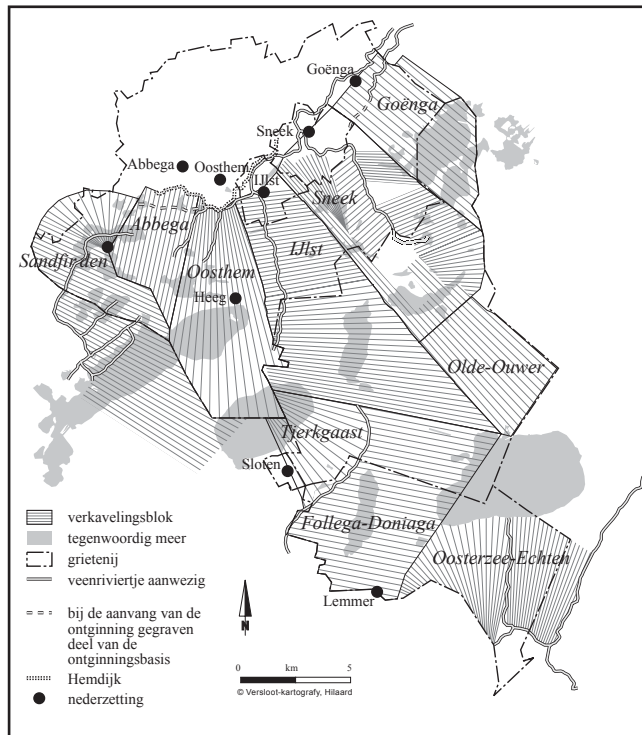 Goënga
Goënga
Sneek
Abbega
Oosthem
IJlst
Sneek
Abbega
Sandfirden
Oosthem
IJlst
Heeg
Olde-Ouwer
Tjerkgaast
Sloten
Follega-Doniaga
Oosterzee-Echten
Lemmer
verkavelingsblok
tegenwoordig meer
grietenij
veenriviertje aanwezig
bij de aanvang van de
ontginning gegraven
deel van de
ontginningsbasis
Hemdijk
nederzetting
N
0 km 5
© Versloot-kartografy, Hilaard